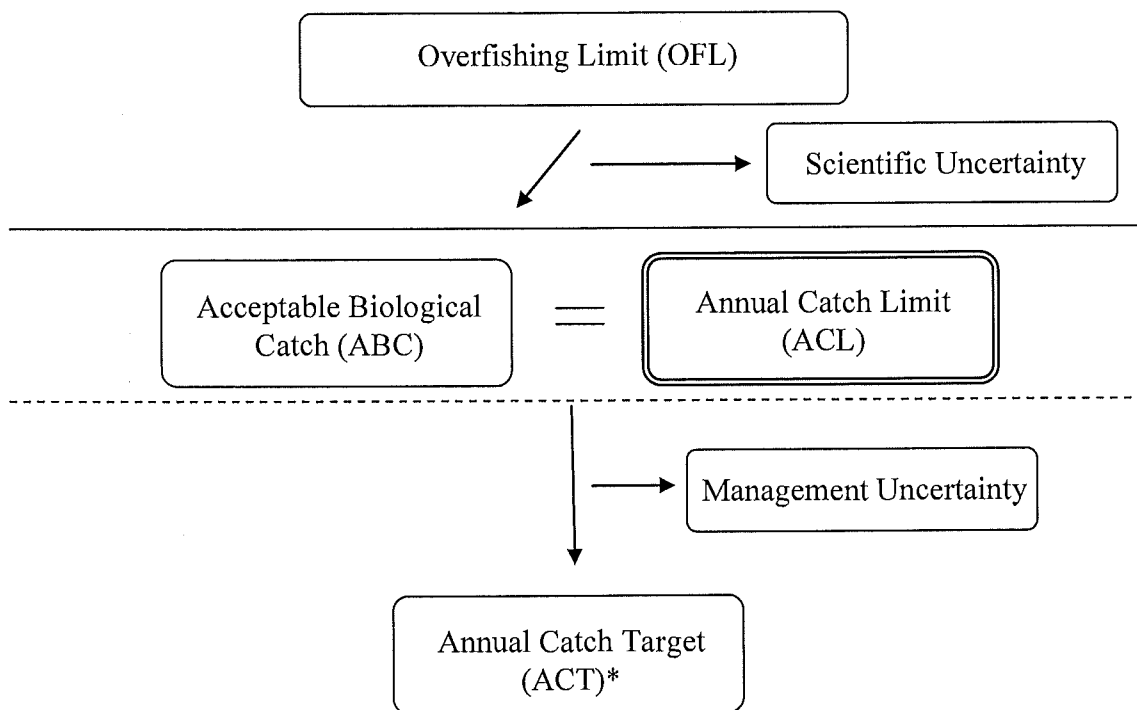 Overfishing Limit (OFL)
Scientific Uncertainty
Acceptable Biological
Catch (ABC)
=
Annual Catch Limit
(ACL)
Management Uncertainty
Annual Catch Target
(ACT)*